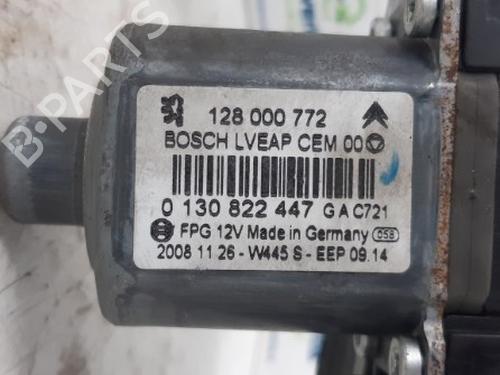 128 000 772
BOSCH LVEAP CEM 00
0 130 822 447 G A C721
FPG 12V Made in Germany 058
2008 11 26 - W445 S - EEP 09.14
B-PARTS